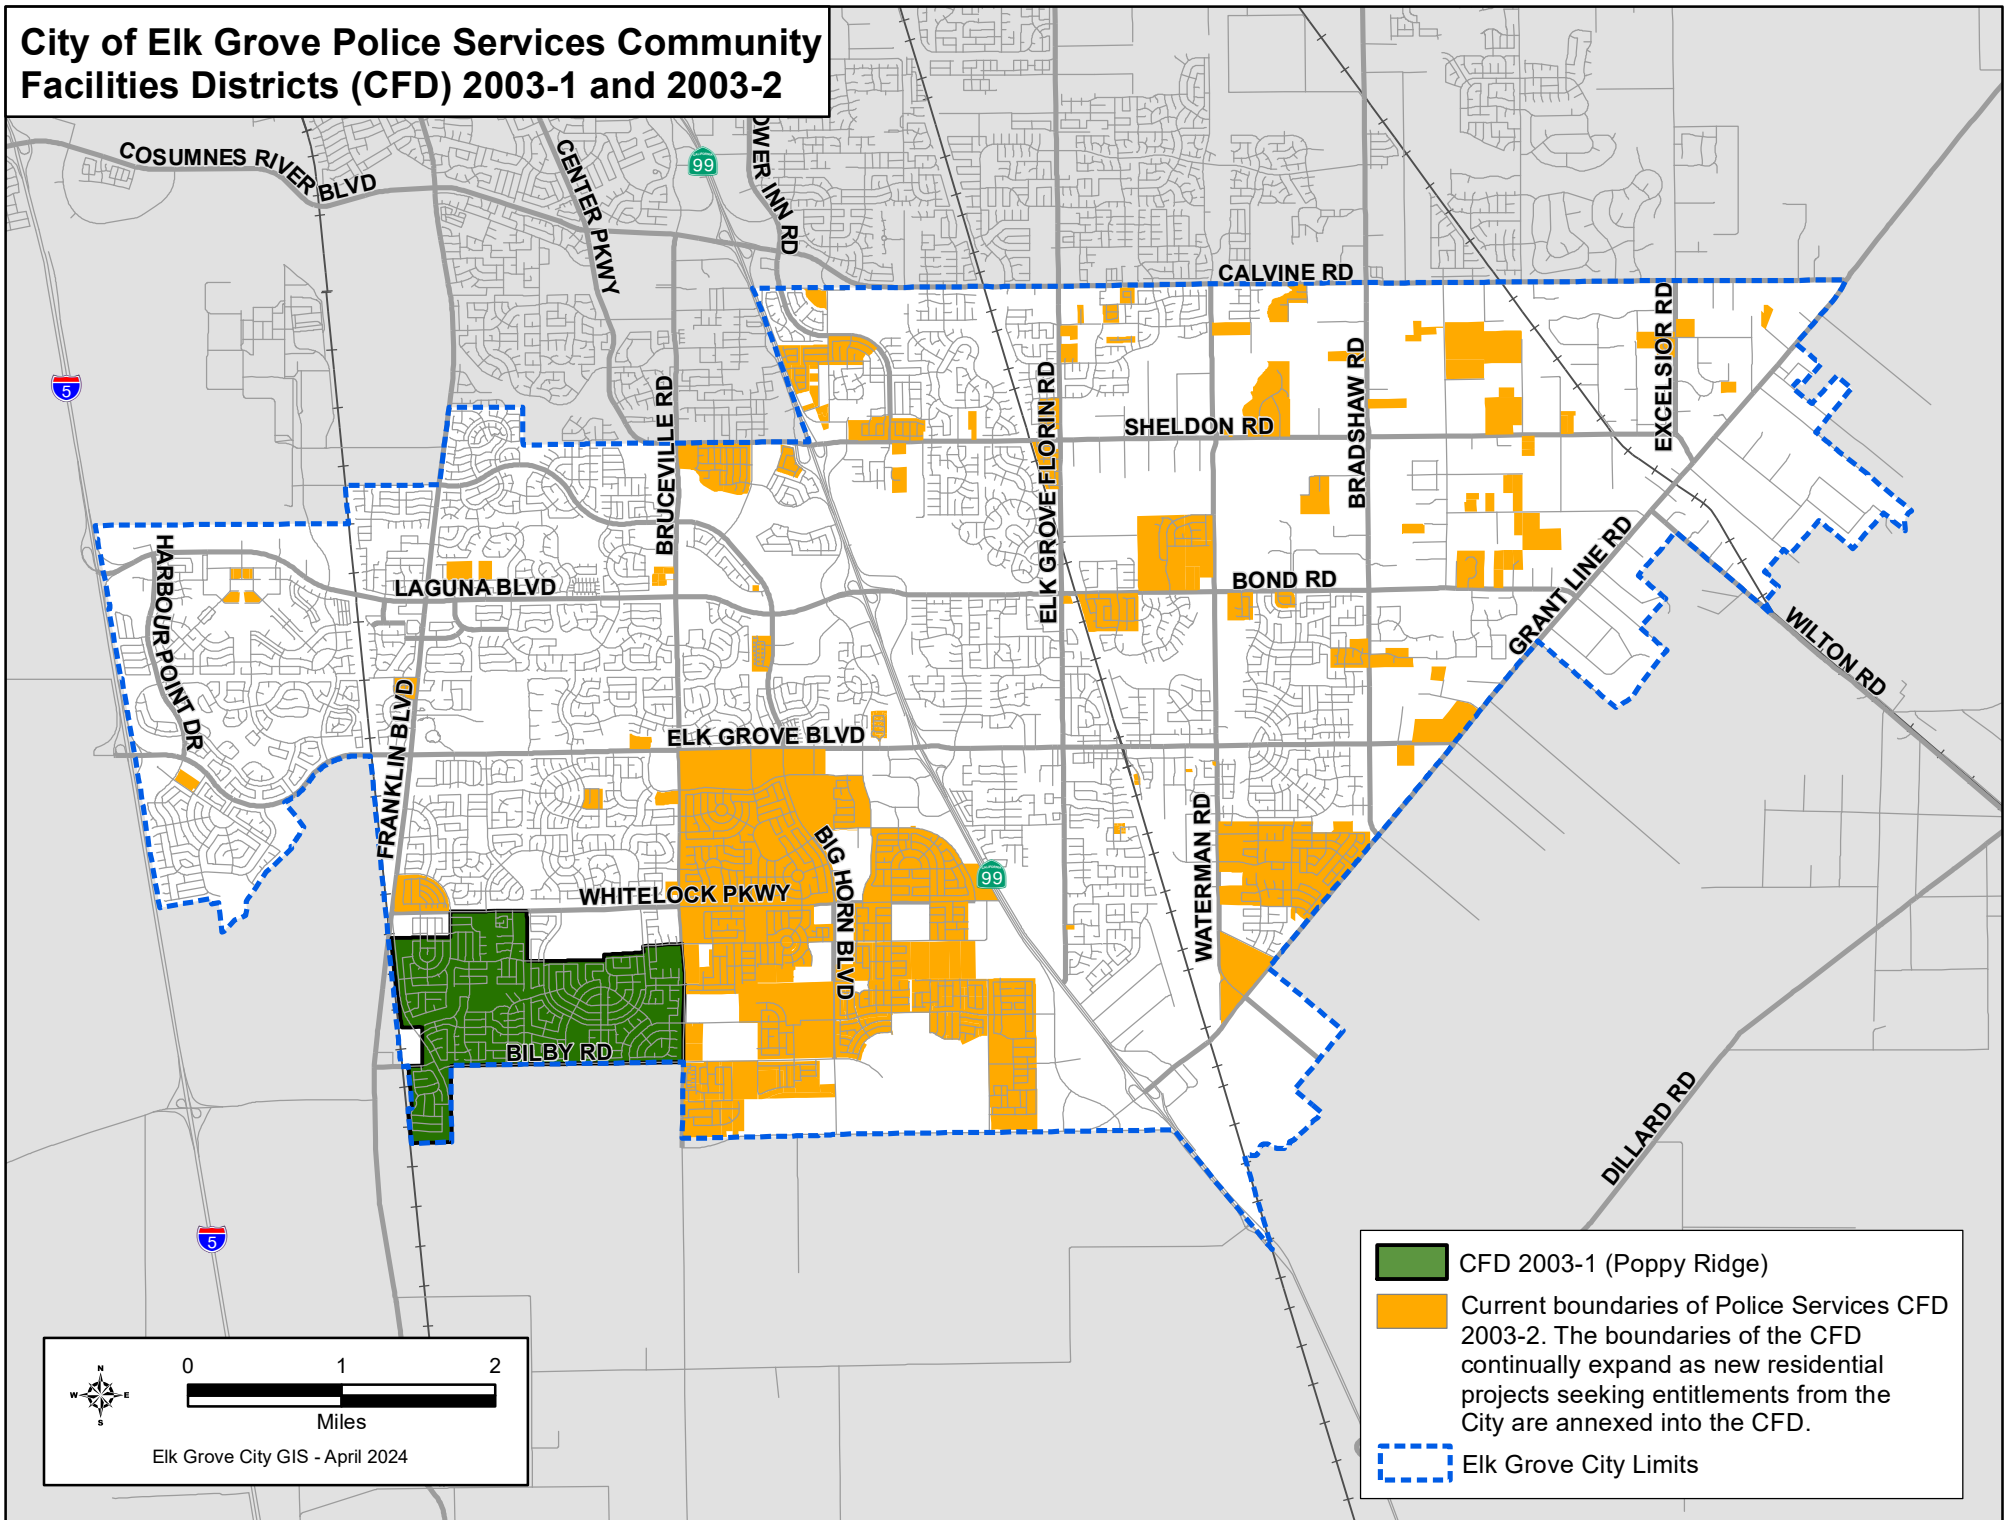 City of Elk Grove Police Services Community
Facilities Districts (CFD) 2003-1 and 2003-2
COSUMNES RIVER BLVD
CENTER PKWY
99
INN RD
CALVINE RD
5
BRUCEVILLE RD
ELK GROVE FLORIN RD
SHELDON RD
BRADSHAW RD
EXCELSIOR RD
HARBOUR POINT DR
LAGUNA BLVD
BOND RD
GRANT LINE RD
WILTON RD
FRANKLIN BLVD
ELK GROVE BLVD
WATERMAN RD
BIG HORN BLVD
99
WHITELOCK PKWY
BILBY RD
DILLARD RD
5
CFD 2003-1 (Poppy Ridge)
Current boundaries of Police Services CFD
2003-2. The boundaries of the CFD
continually expand as new residential
projects seeking entitlements from the
City are annexed into the CFD.
Elk Grove City Limits
N
W E
S
0 1 2
Miles
Elk Grove City GIS - April 2024